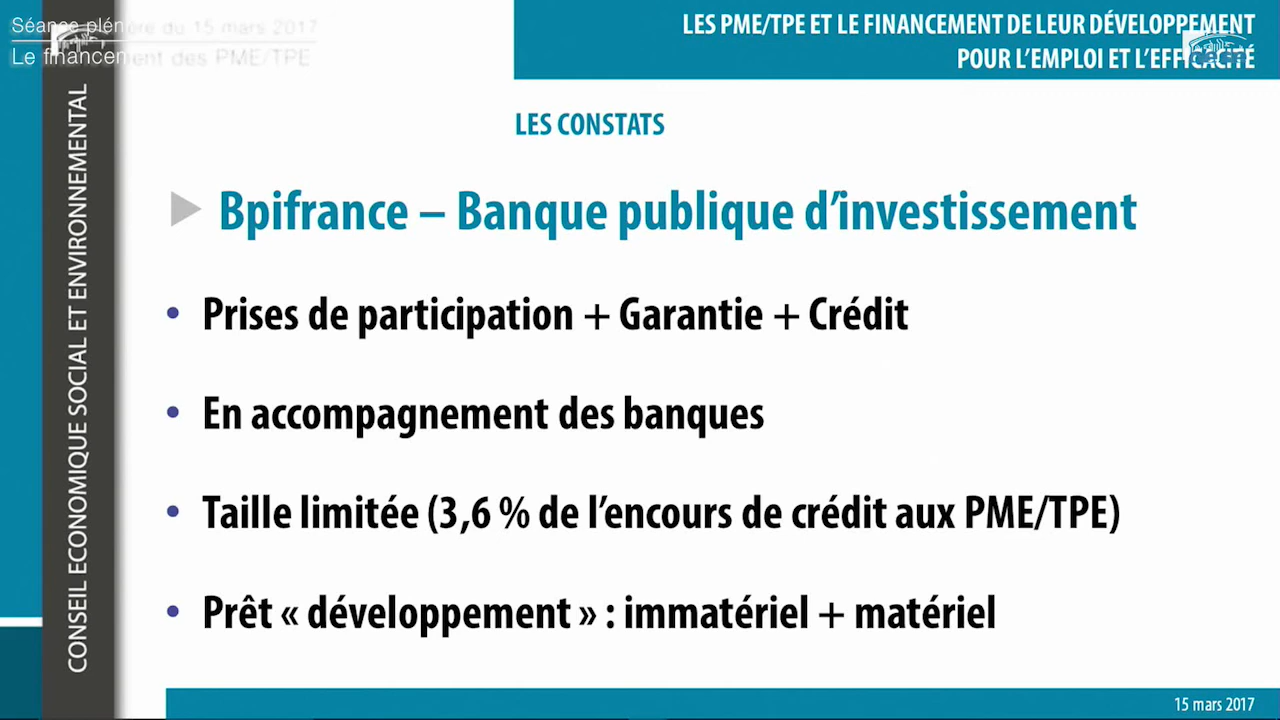 Séance plénière du 15 mars 2017
Le financement des PME/TPE
LES PME/TPE ET LE FINANCEMENT DE LEUR DÉVELOPPEMENT
POUR L'EMPLOI ET L'EFFICACITÉ
CONSEIL ECONOMIQUE SOCIAL ET ENVIRONNEMENTAL
LES CONSTATS
Bpifrance – Banque publique d'investissement
• Prises de participation + Garantie + Crédit
• En accompagnement des banques
• Taille limitée (3,6 % de l'encours de crédit aux PME/TPE)
• Prêt « développement » : immatériel + matériel
15 mars 2017